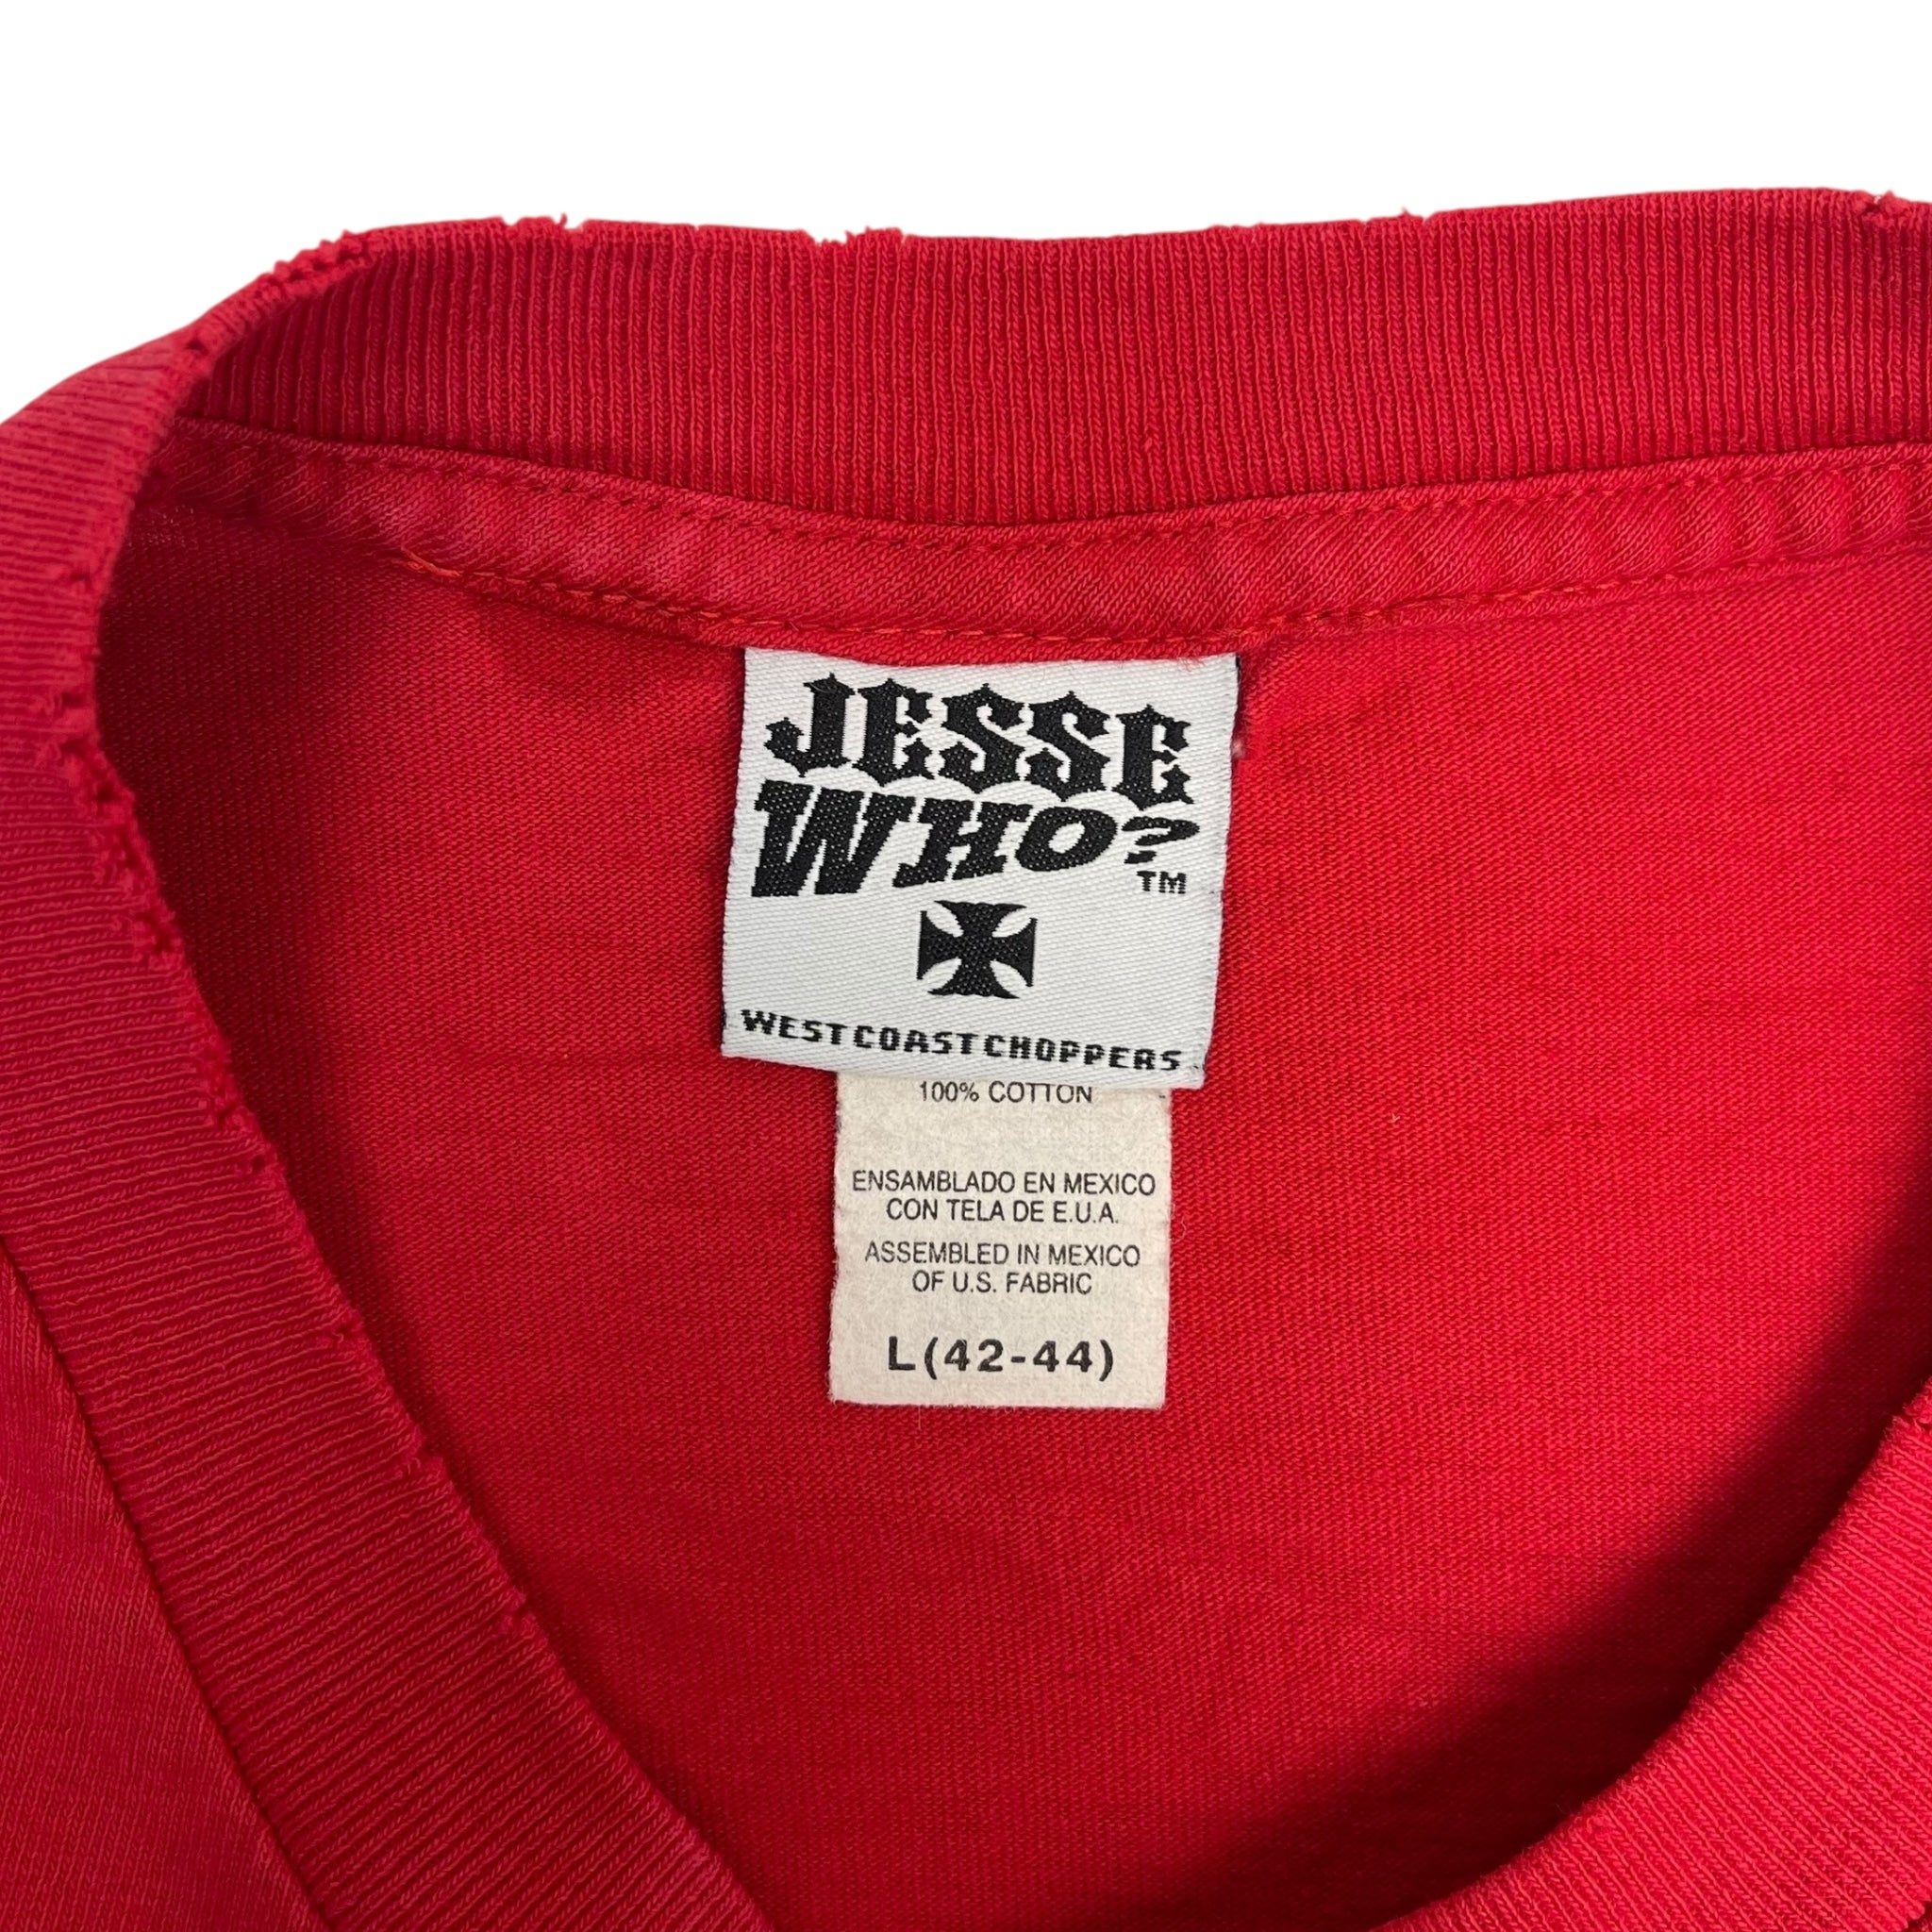 JESSE
WHO?
TM
WEST COAST CHOPPERS
100% COTTON
ENSAMBLADO EN MEXICO
CON TELA DE E.U.A.
ASSEMBLED IN MEXICO
OF U.S. FABRIC
L(42-44)